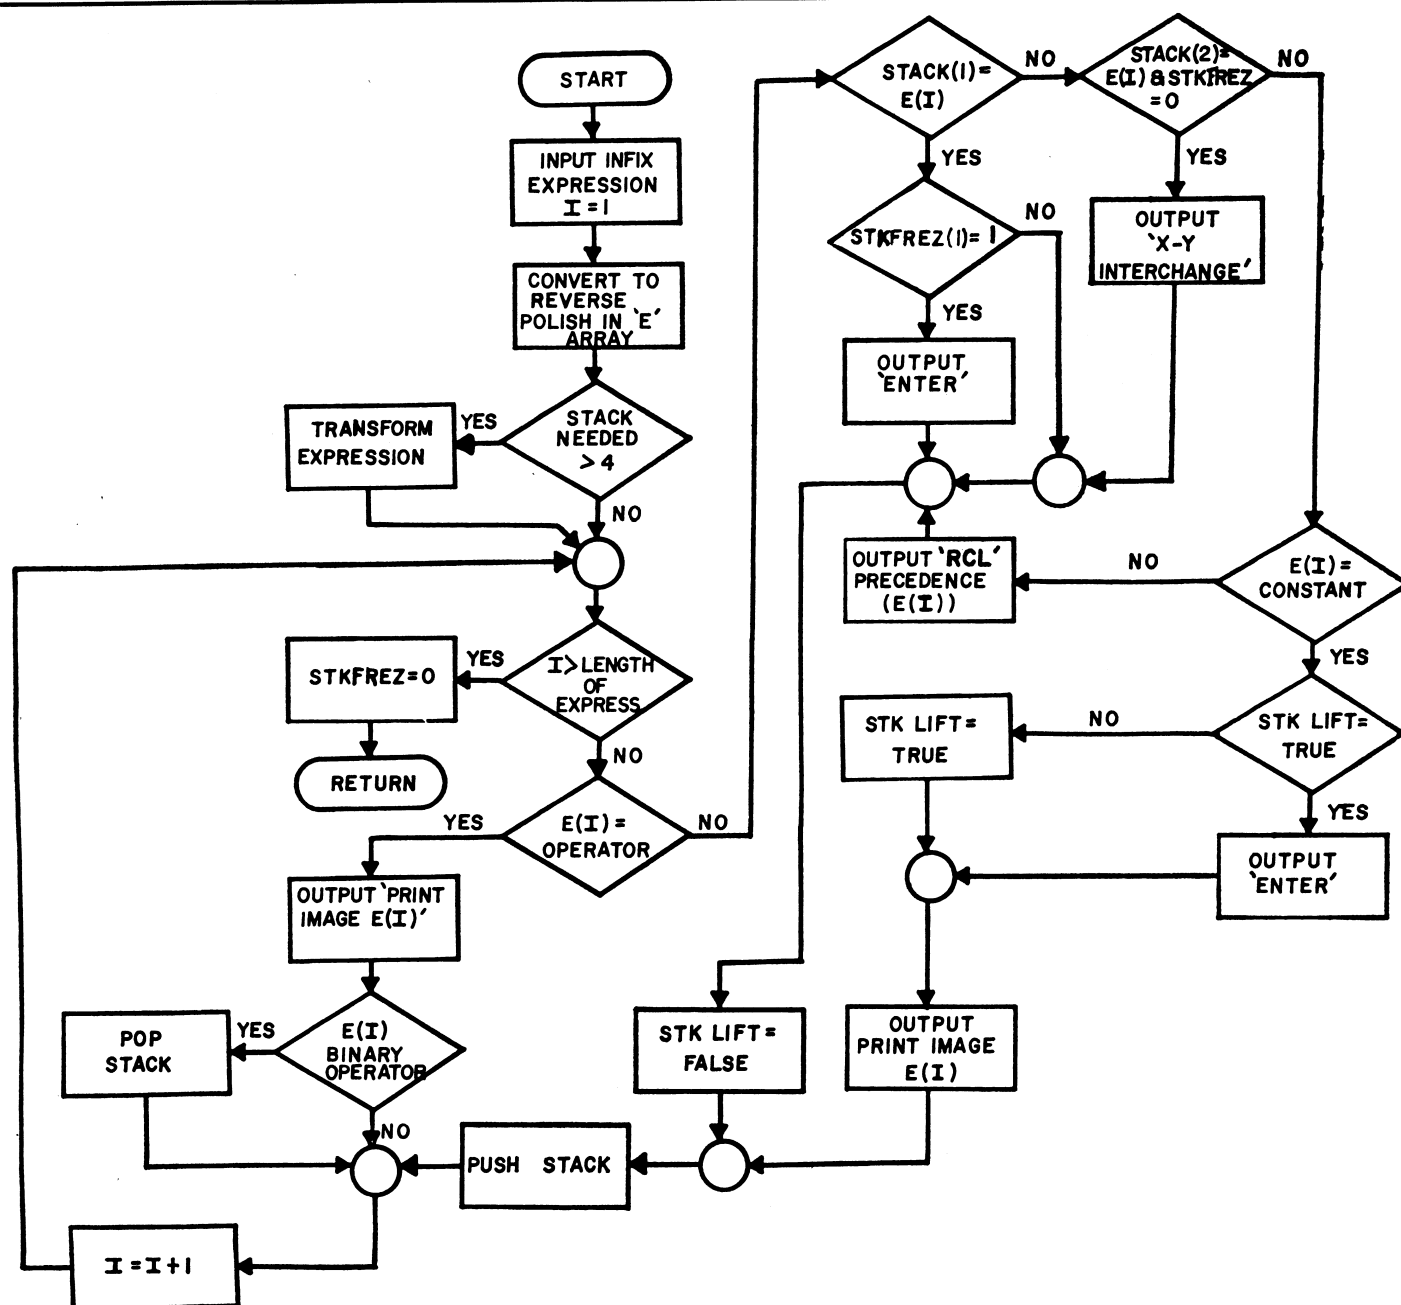 START
INPUT INFIX
EXPRESSION
I = 1
CONVERT TO
REVERSE
POLISH IN 'E'
ARRAY
STACK
NEEDED
> 4
YES
NO
TRANSFORM
EXPRESSION
I > LENGTH
OF
EXPRESS
YES
NO
STKFREZ=0
RETURN
E(I) =
OPERATOR
YES
NO
OUTPUT 'PRINT
IMAGE E(I)'
E(I)
BINARY
OPERATOR
YES
NO
POP
STACK
I = I + 1
PUSH STACK
STACK(1) =
E(I)
NO
YES
STACK(2)=
E(I) & STKFREZ
= 0
NO
YES
STKFREZ(1)= 1
NO
YES
OUTPUT
'X-Y
INTERCHANGE'
OUTPUT
'ENTER'
OUTPUT 'RCL'
PRECEDENCE
(E(I))
E(I) =
CONSTANT
NO
YES
STK LIFT=
TRUE
NO
YES
STK LIFT=
TRUE
OUTPUT
'ENTER'
OUTPUT
PRINT IMAGE
E(I)
STK LIFT=
FALSE